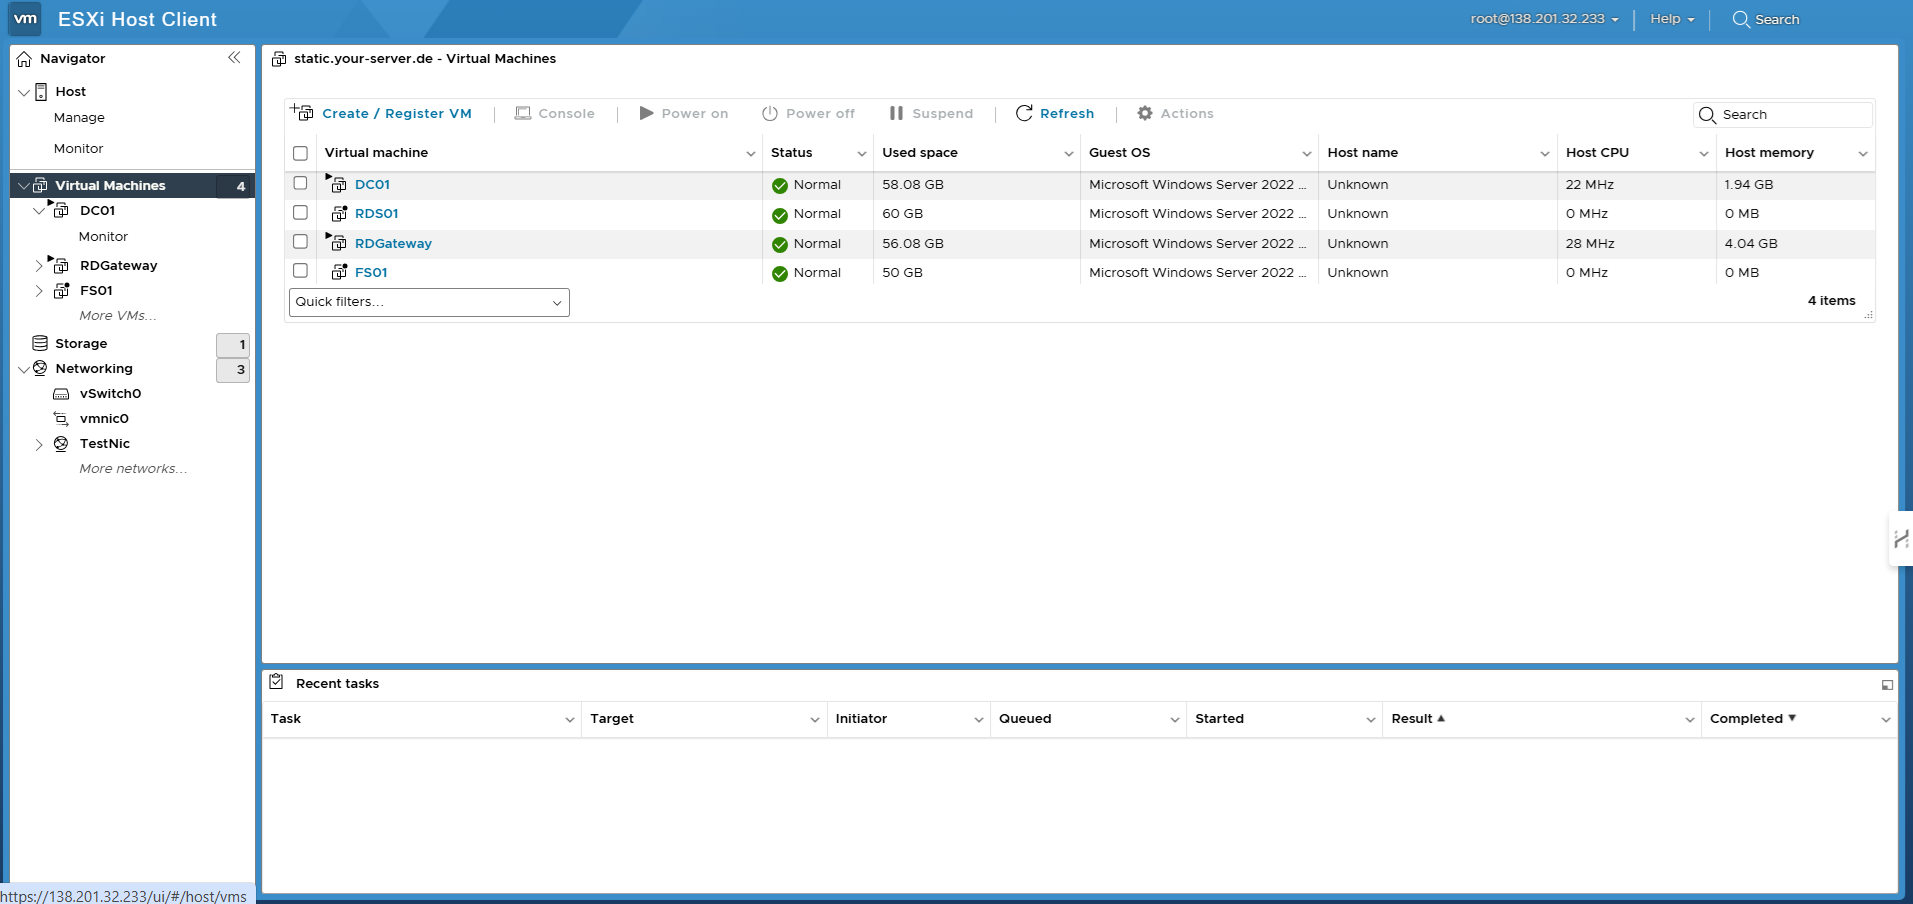 vm ESXi Host Client root@138.201.32.233 Help Search
Navigator
Host
Manage
Monitor
Virtual Machines 4
DC01
Monitor
RDGateway
FS01
More VMs...
Storage 1
Networking 3
vSwitch0
vmnic0
TestNic
More networks...
static.your-server.de - Virtual Machines
Create / Register VM Console Power on Power off Suspend Refresh Actions Search
Virtual machine Status Used space Guest OS Host name Host CPU Host memory
DC01 Normal 58.08 GB Microsoft Windows Server 2022 ... Unknown 22 MHz 1.94 GB
RDS01 Normal 60 GB Microsoft Windows Server 2022 ... Unknown 0 MHz 0 MB
RDGateway Normal 56.08 GB Microsoft Windows Server 2022 ... Unknown 28 MHz 4.04 GB
FS01 Normal 50 GB Microsoft Windows Server 2022 ... Unknown 0 MHz 0 MB
Quick filters... 4 items
Recent tasks
Task Target Initiator Queued Started Result Completed
https://138.201.32.233/ui/#/host/vms